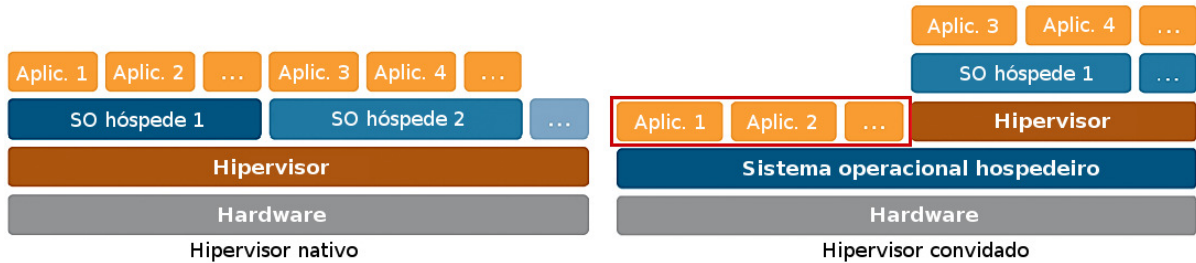 Aplic. 1 Aplic. 2 ... Aplic. 3 Aplic. 4 ...
SO hóspede 1 SO hóspede 2 ...
Hipervisor
Hardware
Hipervisor nativo
Aplic. 3 Aplic. 4 ...
SO hóspede 1 ...
Aplic. 1 Aplic. 2 ... Hipervisor
Sistema operacional hospedeiro
Hardware
Hipervisor convidado